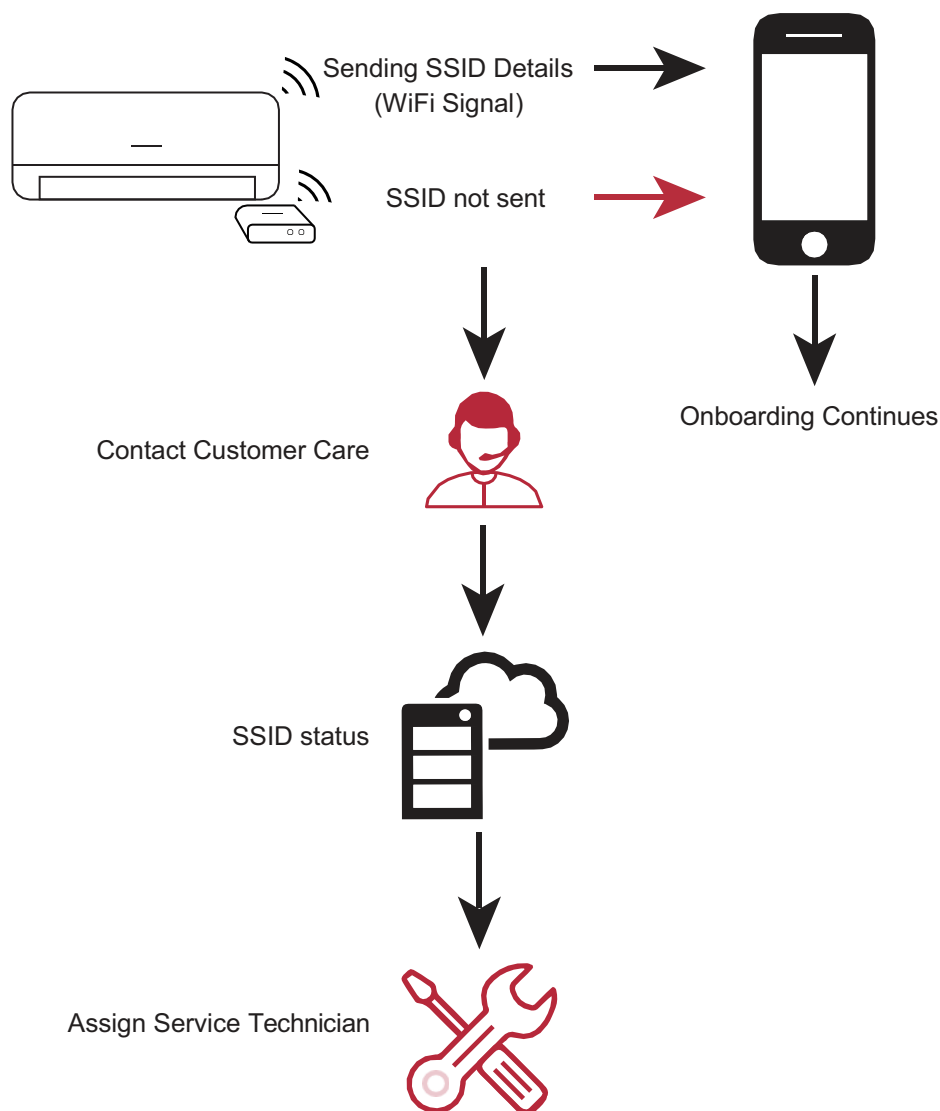 Sending SSID Details
(WiFi Signal)
SSID not sent
Onboarding Continues
Contact Customer Care
SSID status
Assign Service Technician